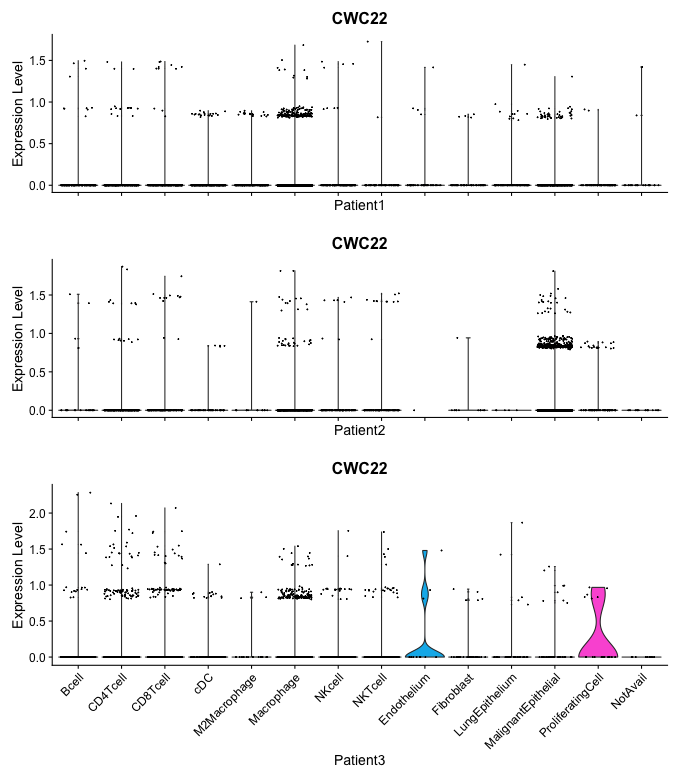 CWC22
Expression Level
1.5
1.0
0.5
0.0
Patient1
CWC22
Expression Level
1.5
1.0
0.5
0.0
Patient2
CWC22
Expression Level
2.0
1.5
1.0
0.5
0.0
Bcell
CD4Tcell
CD8Tcell
cDC
M2Macrophage
Macrophage
NKcell
NKTcell
Endothelium
Fibroblast
LungEpithelium
MalignantEpithelial
ProliferatingCell
NotAvail
Patient3